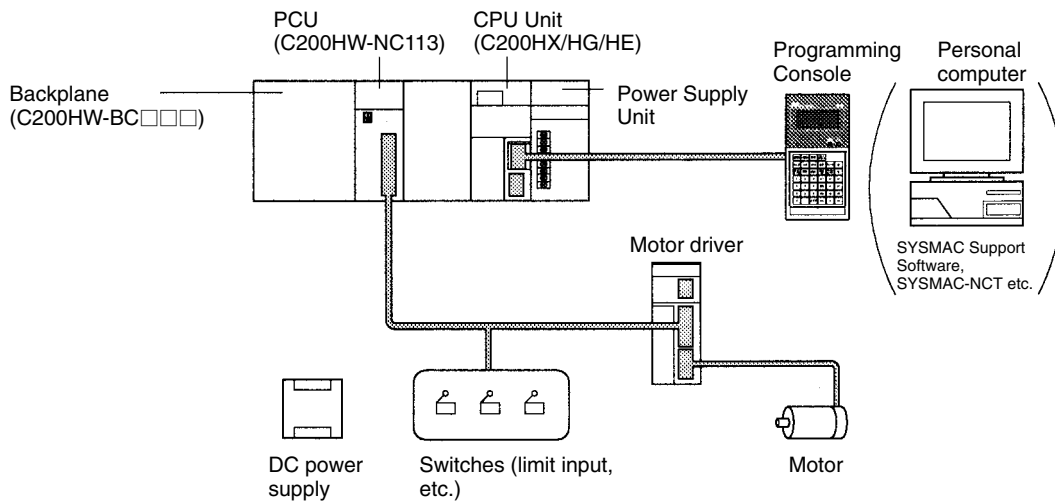 PCU
(C200HW-NC113)
CPU Unit
(C200HX/HG/HE)
Programming
Console
Personal
computer
Backplane
(C200HW-BC□□□)
Power Supply
Unit
SYSMAC Support
Software,
SYSMAC-NCT etc.
Motor driver
DC power
supply
Switches (limit input,
etc.)
Motor